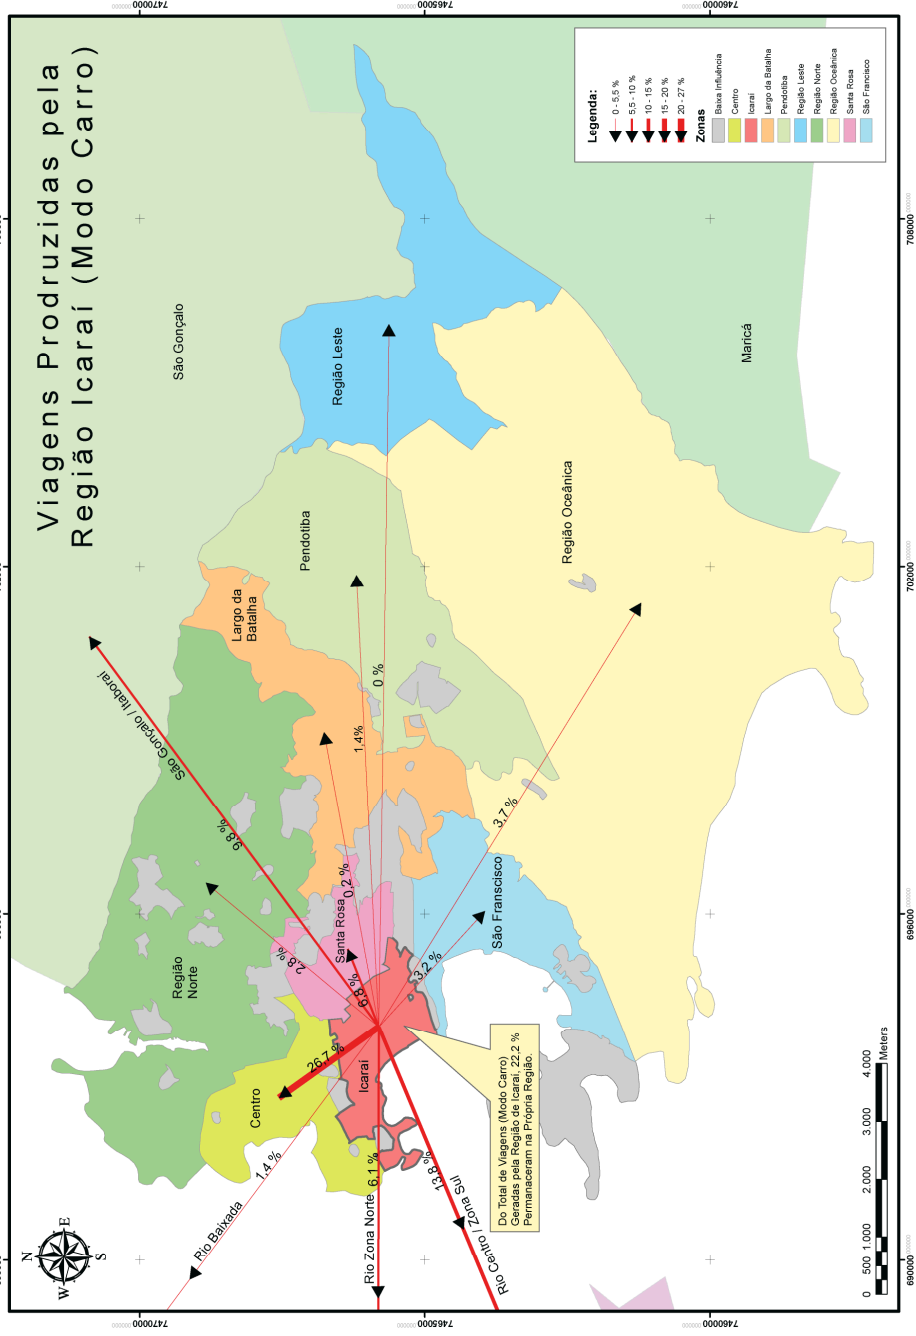 Viagens Prodruzidas pela
Região Icaraí (Modo Carro)
São Gonçalo
Maricá
Região Leste
Região Oceânica
Pendotiba
Largo da
Batalha
Região
Norte
Santa Rosa
São Franscisco
Centro
Icaraí
São Gonçalo / Itaboraí
9,8 %
2,8 %
6,8 %
0,2 %
1,4%
0 %
3,7 %
3,2 %
26,7 %
1,4 %
Rio Baixada
6,1 %
Rio Zona Norte
13,8 %
Rio Centro / Zona Sul
Do Total de Viagens (Modo Carro)
Geradas pela Região de Icaraí, 22,2 %
Permanaceram na Própria Região.
Legenda:
0 - 5,5 %
5,5 - 10 %
10 - 15 %
15 - 20 %
20 - 27 %
Zonas
Baixa Influência
Centro
Icaraí
Largo da Batalha
Pendotiba
Região Leste
Região Norte
Região Oceânica
Santa Rosa
São Francisco
N
E
S
W
0 500 1.000 2.000 3.000 4.000
Meters
690000
696000
702000
708000
7470000
7465000
7460000
7470000
7465000
7460000